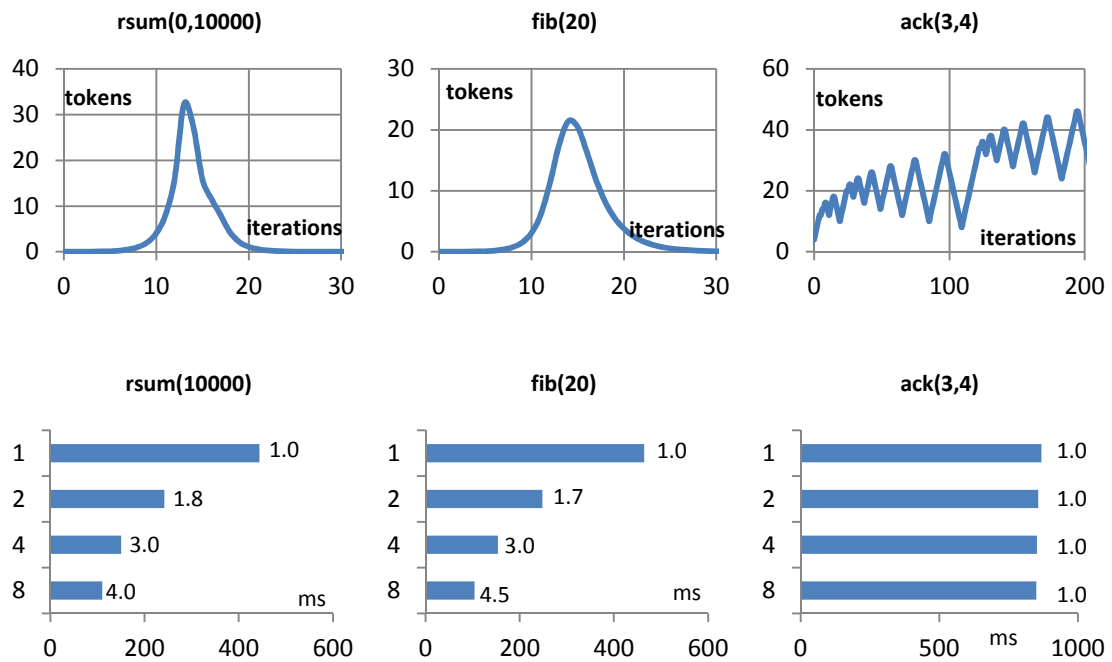 rsum(0,10000) fib(20) ack(3,4)
40 30 60
tokens tokens tokens
30
20 40
20
10 20
10
iterations iterations iterations
0 0 0
0 10 20 30 0 10 20 30 0 100 200
rsum(10000) fib(20) ack(3,4)
1 1.0 1 1.0 1 1.0
2 1.8 2 1.7 2 1.0
4 3.0 4 3.0 4 1.0
8 4.0 ms 8 4.5 ms 8 1.0
ms
0 200 400 600 0 200 400 600 0 500 1000